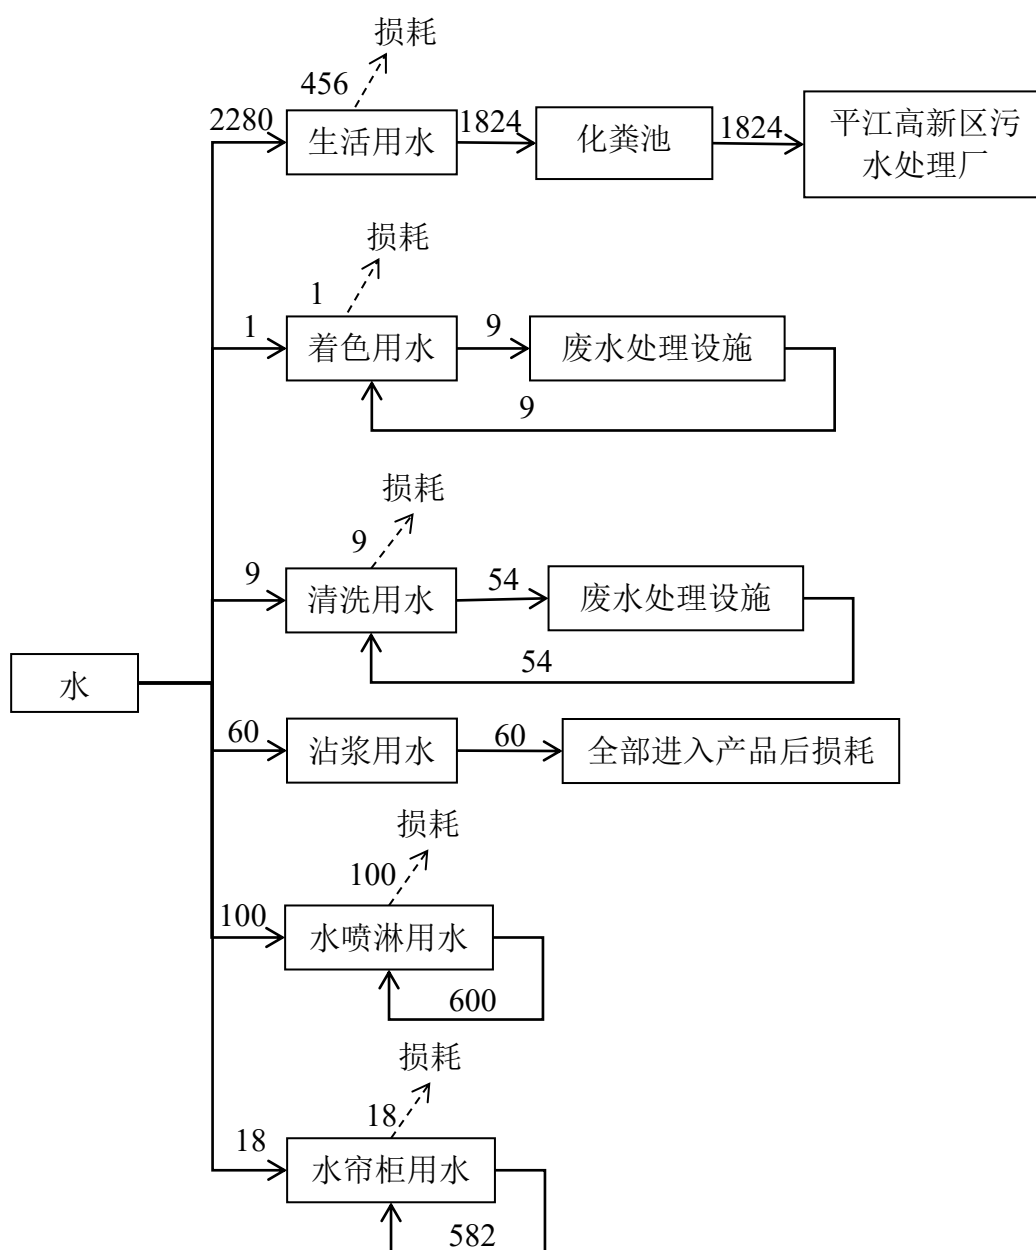 损耗
456
2280
生活用水
1824
化粪池
1824
平江高新区污
水处理厂
损耗
1
1
着色用水
9
废水处理设施
9
损耗
9
9
清洗用水
54
废水处理设施
54
水
60
沾浆用水
60
全部进入产品后损耗
损耗
100
100
水喷淋用水
600
损耗
18
18
水帘柜用水
582